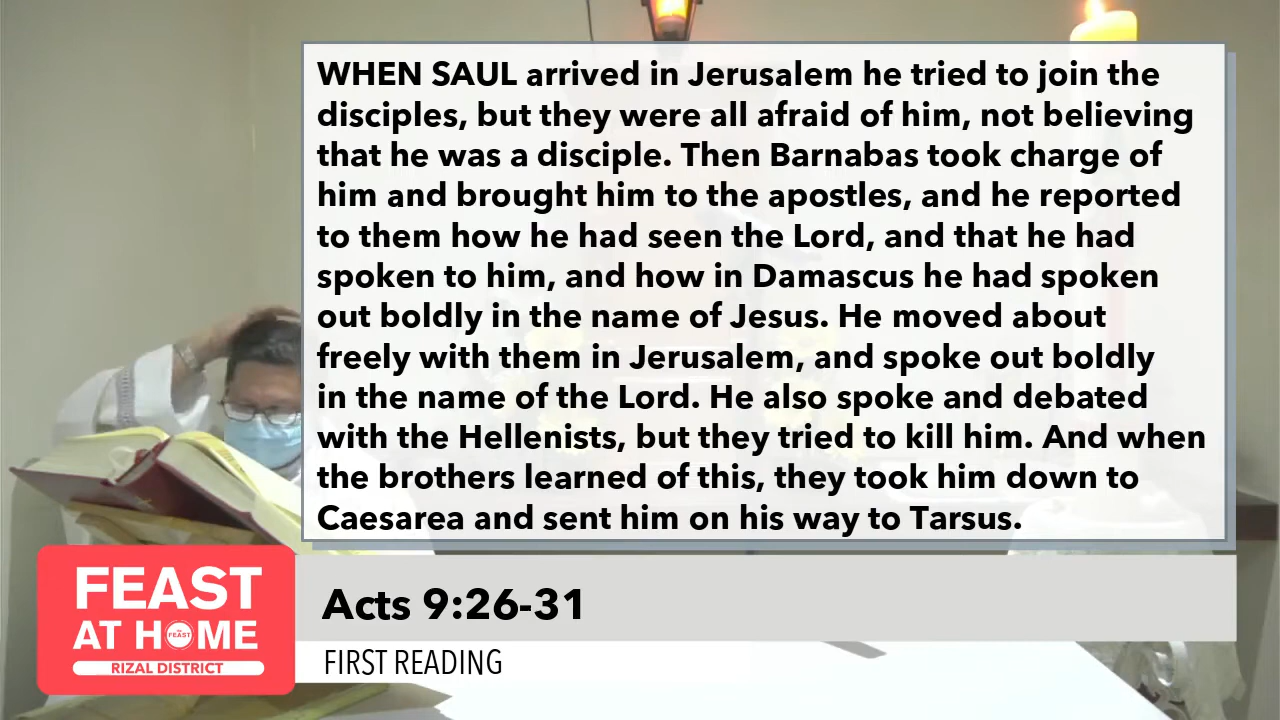 WHEN SAUL arrived in Jerusalem he tried to join the
disciples, but they were all afraid of him, not believing
that he was a disciple. Then Barnabas took charge of
him and brought him to the apostles, and he reported
to them how he had seen the Lord, and that he had
spoken to him, and how in Damascus he had spoken
out boldly in the name of Jesus. He moved about
freely with them in Jerusalem, and spoke out boldly
in the name of the Lord. He also spoke and debated
with the Hellenists, but they tried to kill him. And when
the brothers learned of this, they took him down to
Caesarea and sent him on his way to Tarsus.
FEAST
AT HOME
FEAST
RIZAL DISTRICT
Acts 9:26-31
FIRST READING